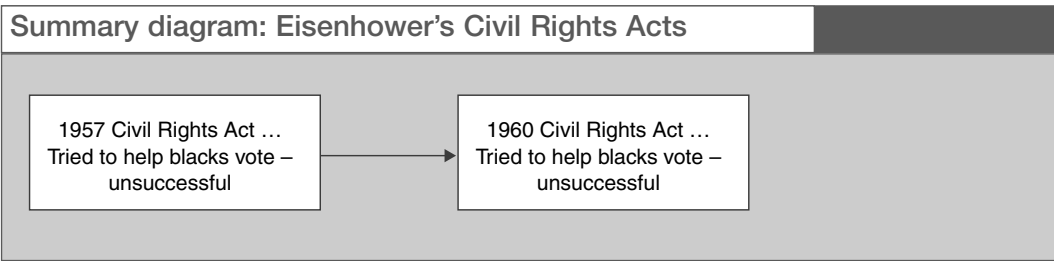 Summary diagram: Eisenhower's Civil Rights Acts
1957 Civil Rights Act …
Tried to help blacks vote –
unsuccessful
1960 Civil Rights Act …
Tried to help blacks vote –
unsuccessful